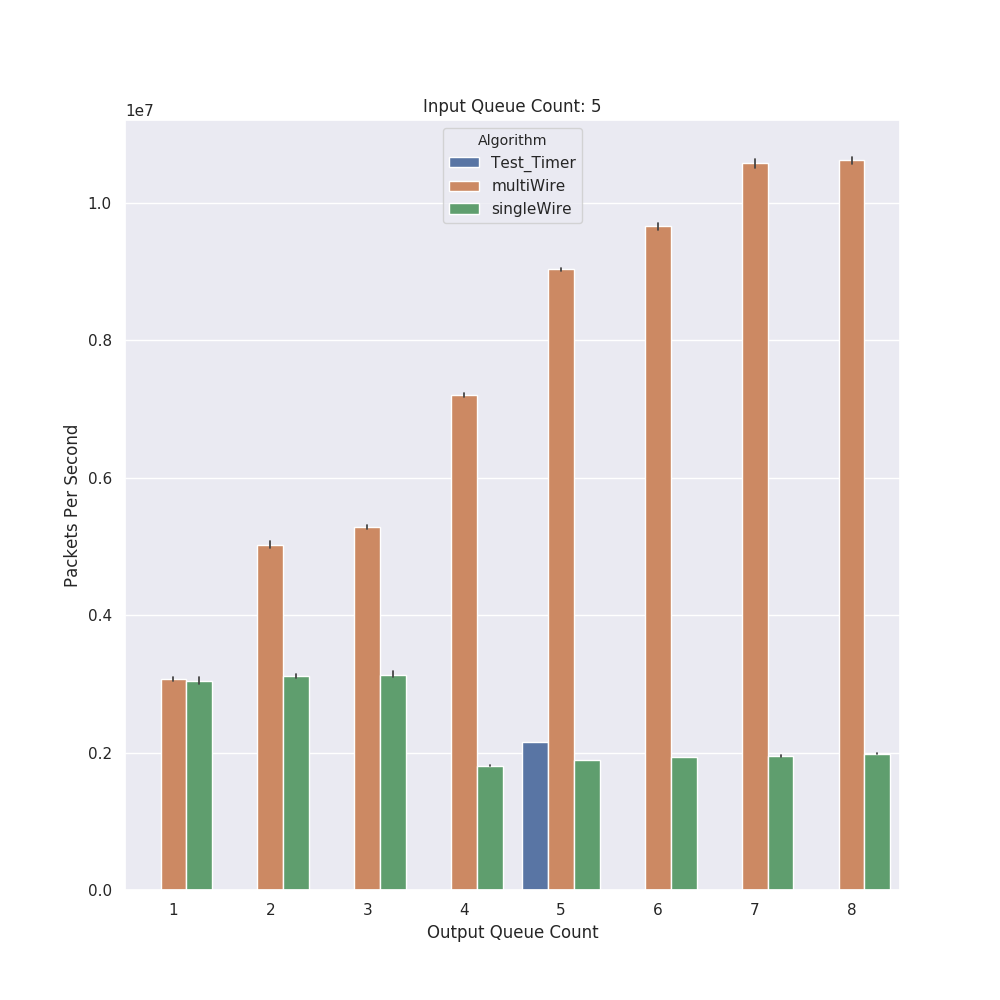 Input Queue Count: 5
1e7
Algorithm
Test_Timer
multiWire
singleWire
1.0
0.8
0.6
0.4
0.2
0.0
Packets Per Second
1 2 3 4 5 6 7 8
Output Queue Count